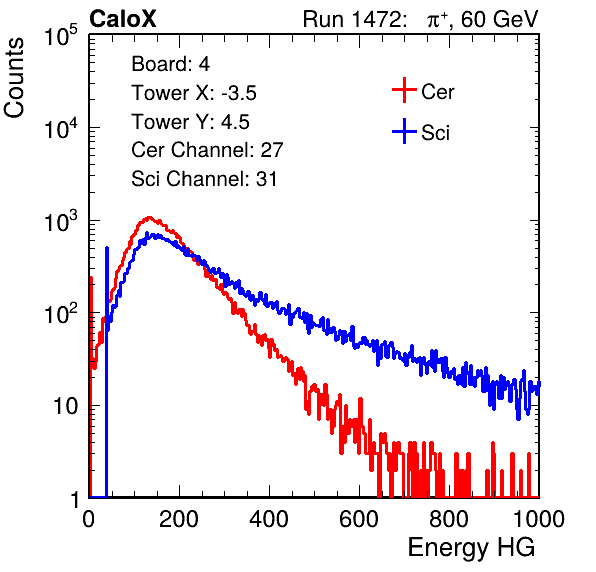 CaloX Run 1472: π⁺, 60 GeV
Counts
Board: 4
Tower X: -3.5
Tower Y: 4.5
Cer Channel: 27
Sci Channel: 31
Cer
Sci
10⁵
10⁴
10³
10²
10
1
0 200 400 600 800 1000
Energy HG